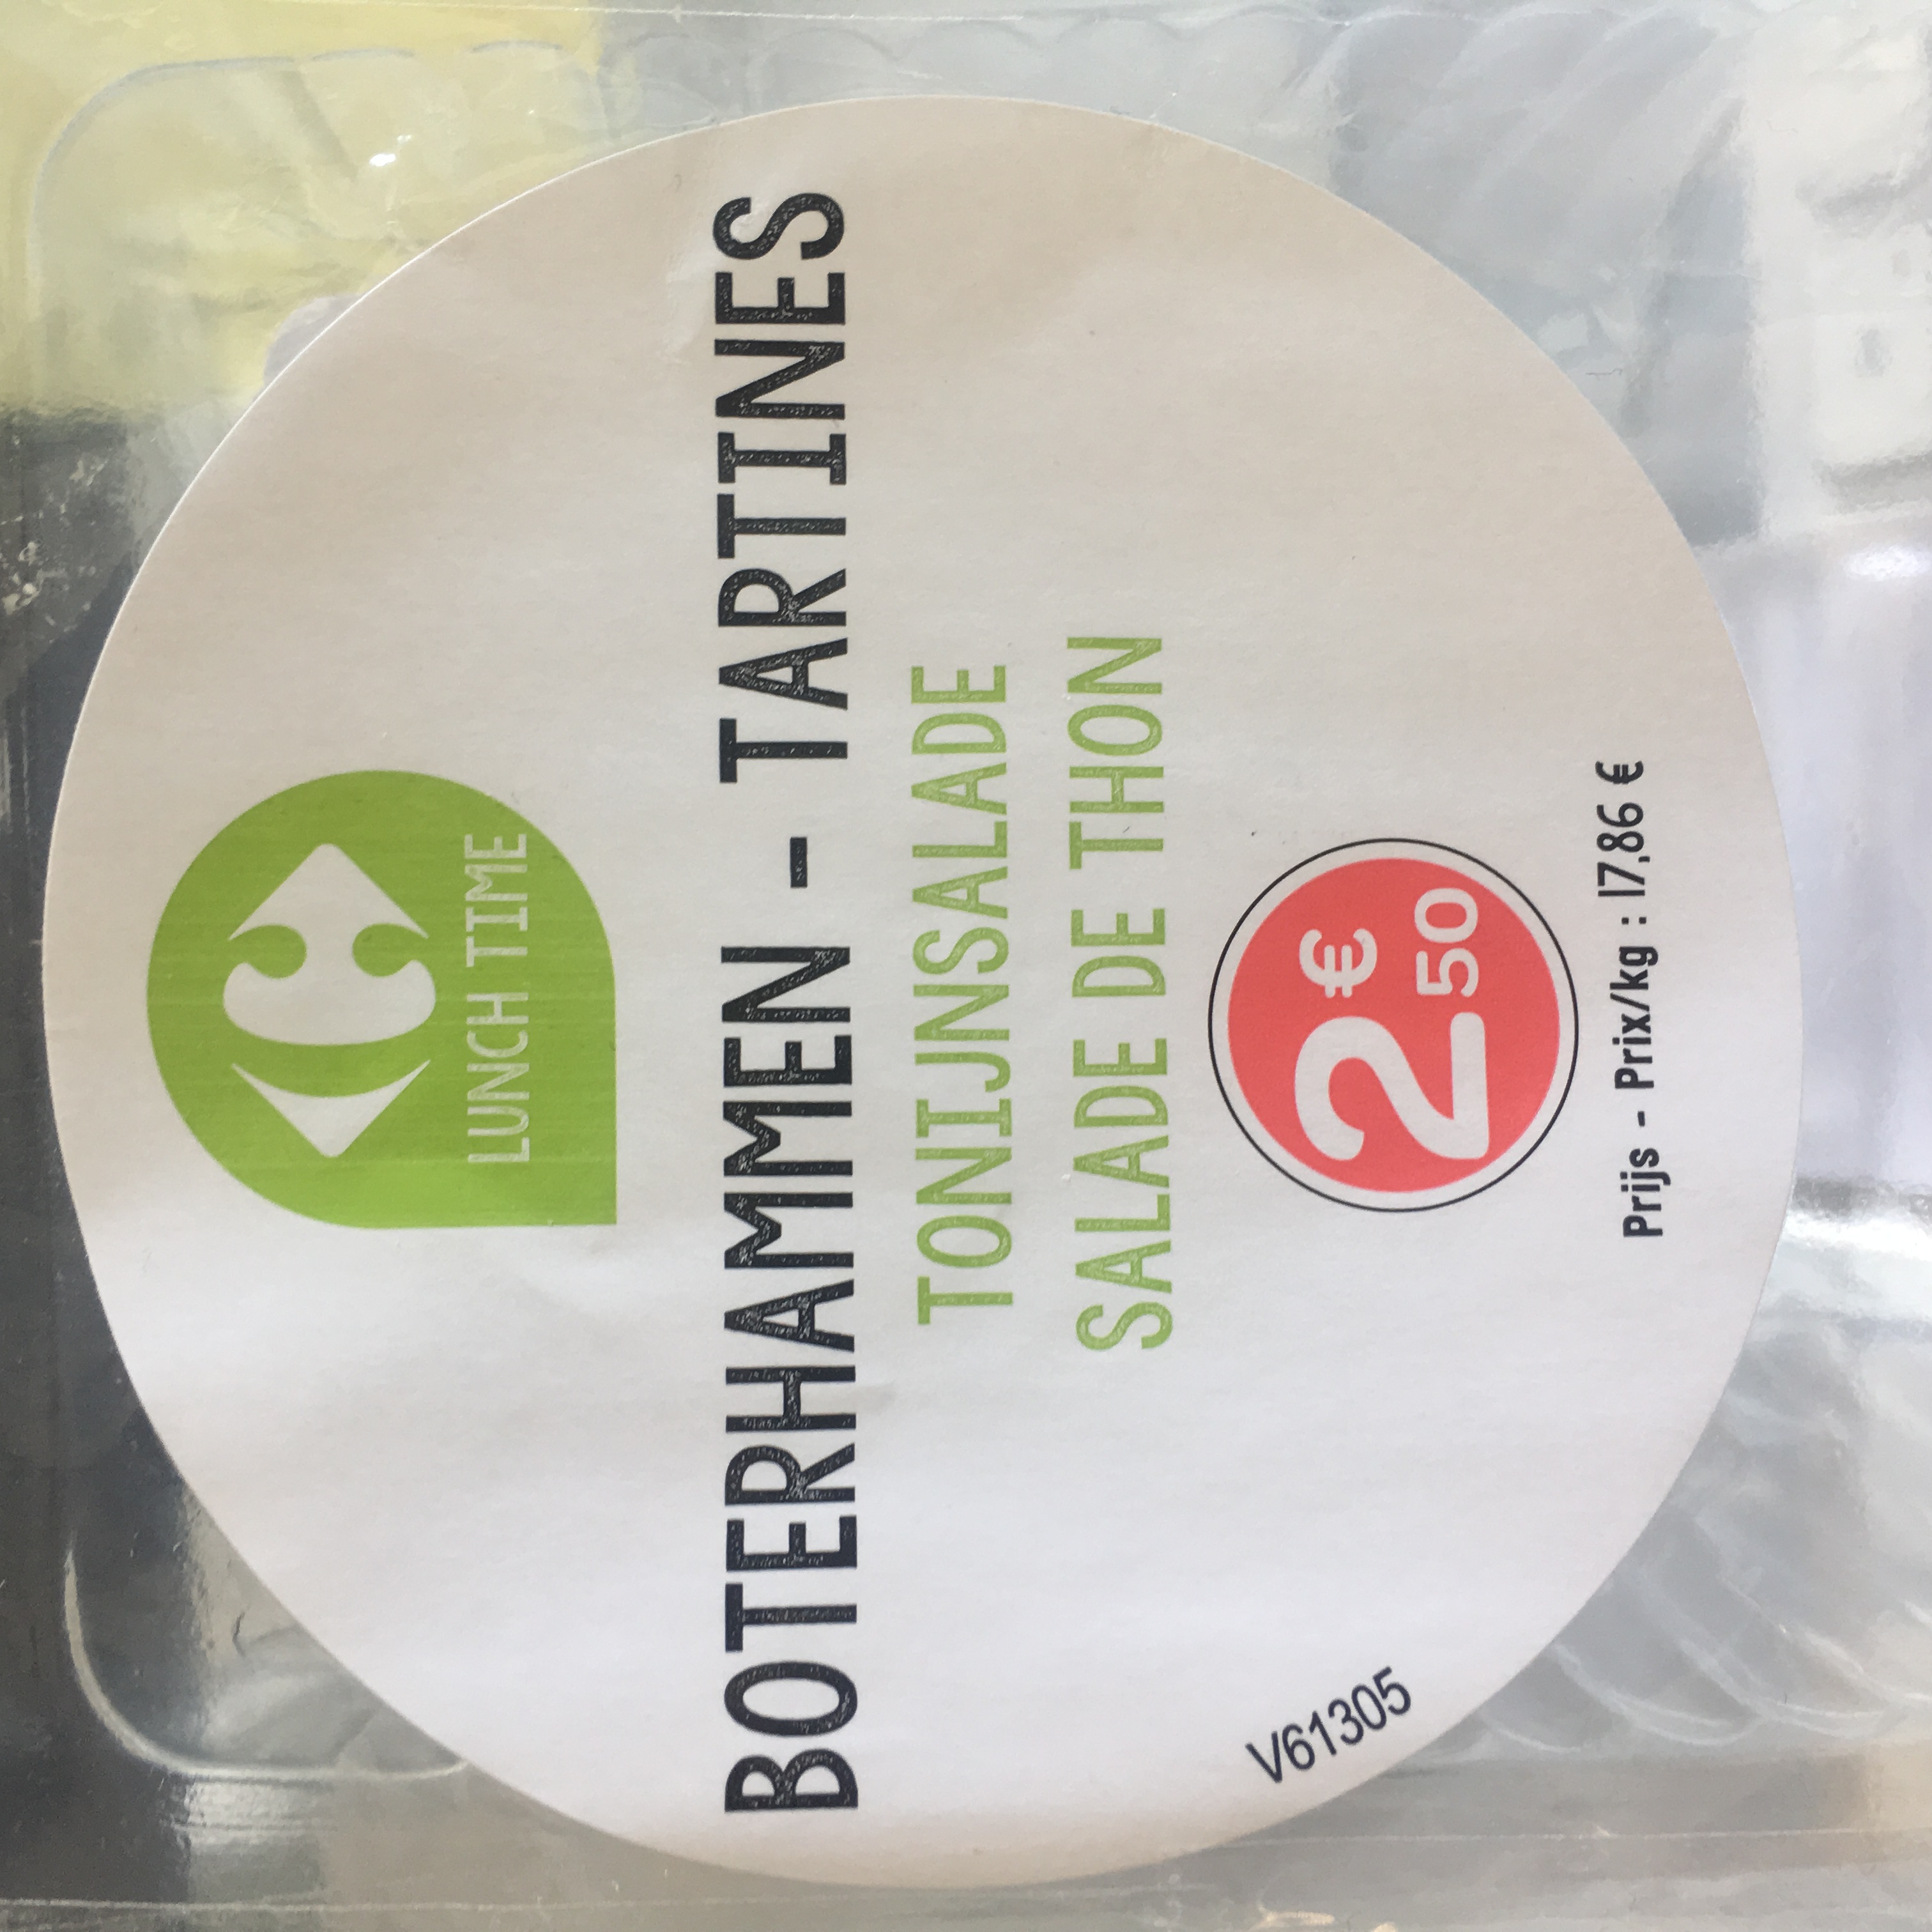 LUNCH TIME
BOTERHAMMEN - TARTINES
TONIJNSALADE
SALADE DE THON
V61305
2 €
50
Prijs - Prix/kg : 17,86 €